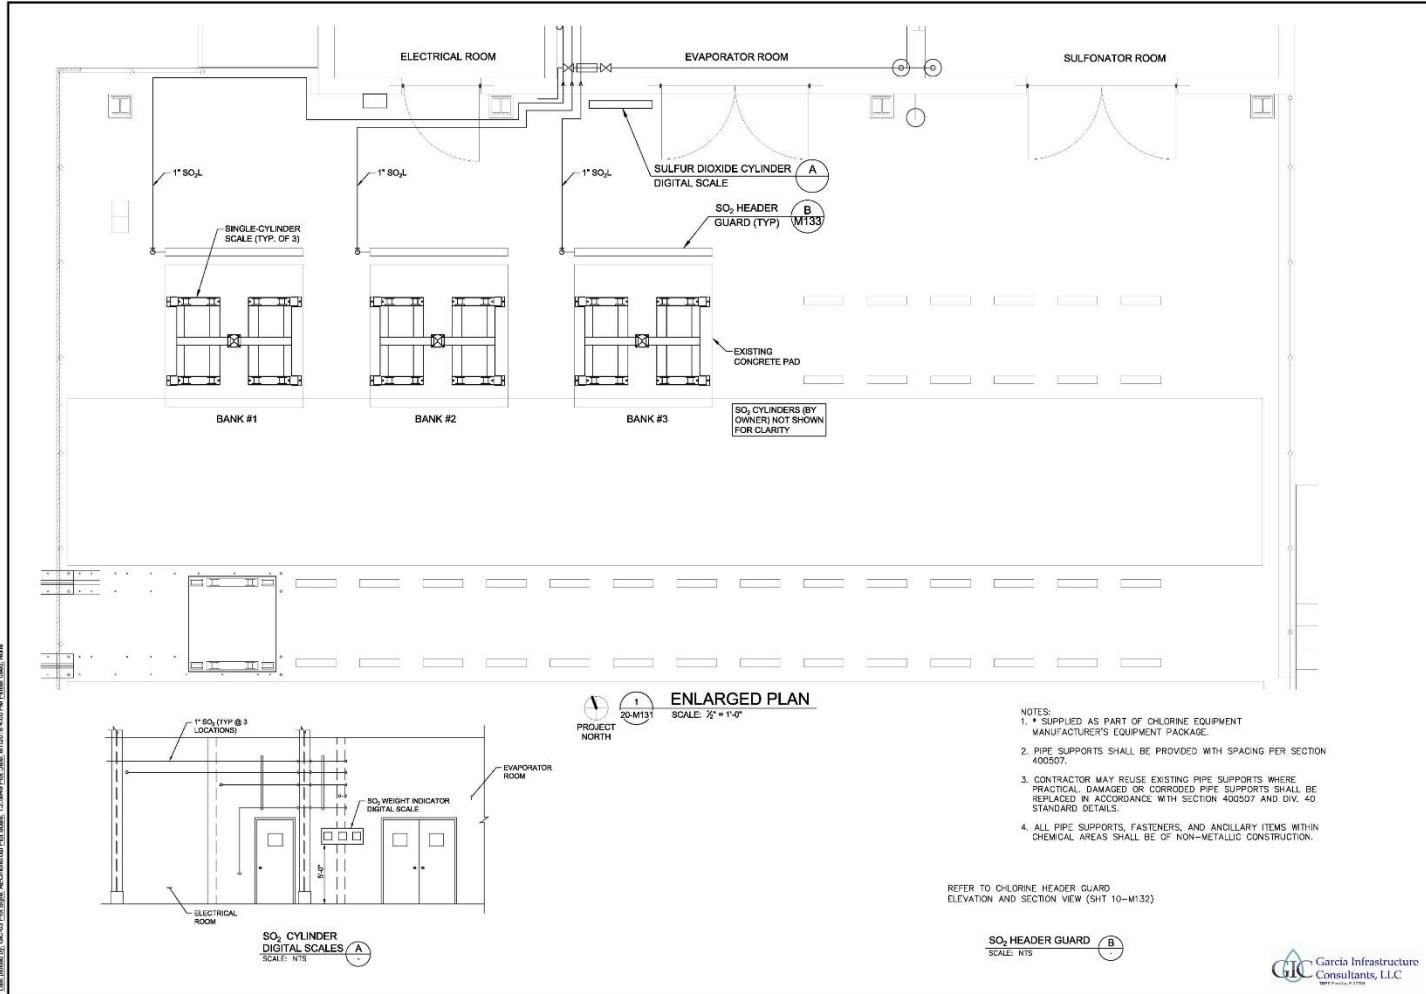 ELECTRICAL ROOM
EVAPORATOR ROOM
SULFONATOR ROOM
1" SO₂L
1" SO₂L
1" SO₂L
SULFUR DIOXIDE CYLINDER
DIGITAL SCALE
A
SO₂ HEADER
GUARD (TYP)
B
M133
SINGLE-CYLINDER
SCALE (TYP. OF 3)
EXISTING
CONCRETE PAD
BANK #1
BANK #2
BANK #3
SO₂ CYLINDERS (BY
OWNER) NOT SHOWN
FOR CLARITY
PROJECT
NORTH
1
20-M131
ENLARGED PLAN
SCALE: ½" = 1'-0"
1" SO₂ (TYP @ 3
LOCATIONS)
EVAPORATOR
ROOM
SO₂ WEIGHT INDICATOR
DIGITAL SCALE
5'-0"
ELECTRICAL
ROOM
SO₂ CYLINDER
DIGITAL SCALES
A
-
SCALE: NTS
NOTES:
1. * SUPPLIED AS PART OF CHLORINE EQUIPMENT
MANUFACTURER'S EQUIPMENT PACKAGE.
2. PIPE SUPPORTS SHALL BE PROVIDED WITH SPACING PER SECTION
400507.
3. CONTRACTOR MAY REUSE EXISTING PIPE SUPPORTS WHERE
PRACTICAL. DAMAGED OR CORRODED PIPE SUPPORTS SHALL BE
REPLACED IN ACCORDANCE WITH SECTION 400507 AND DIV. 40
STANDARD DETAILS.
4. ALL PIPE SUPPORTS, FASTENERS, AND ANCILLARY ITEMS WITHIN
CHEMICAL AREAS SHALL BE OF NON-METALLIC CONSTRUCTION.
REFER TO CHLORINE HEADER GUARD
ELEVATION AND SECTION VIEW (SHT 10-M132)
SO₂ HEADER GUARD
B
-
SCALE: NTS
GIC
Garcia Infrastructure
Consultants, LLC